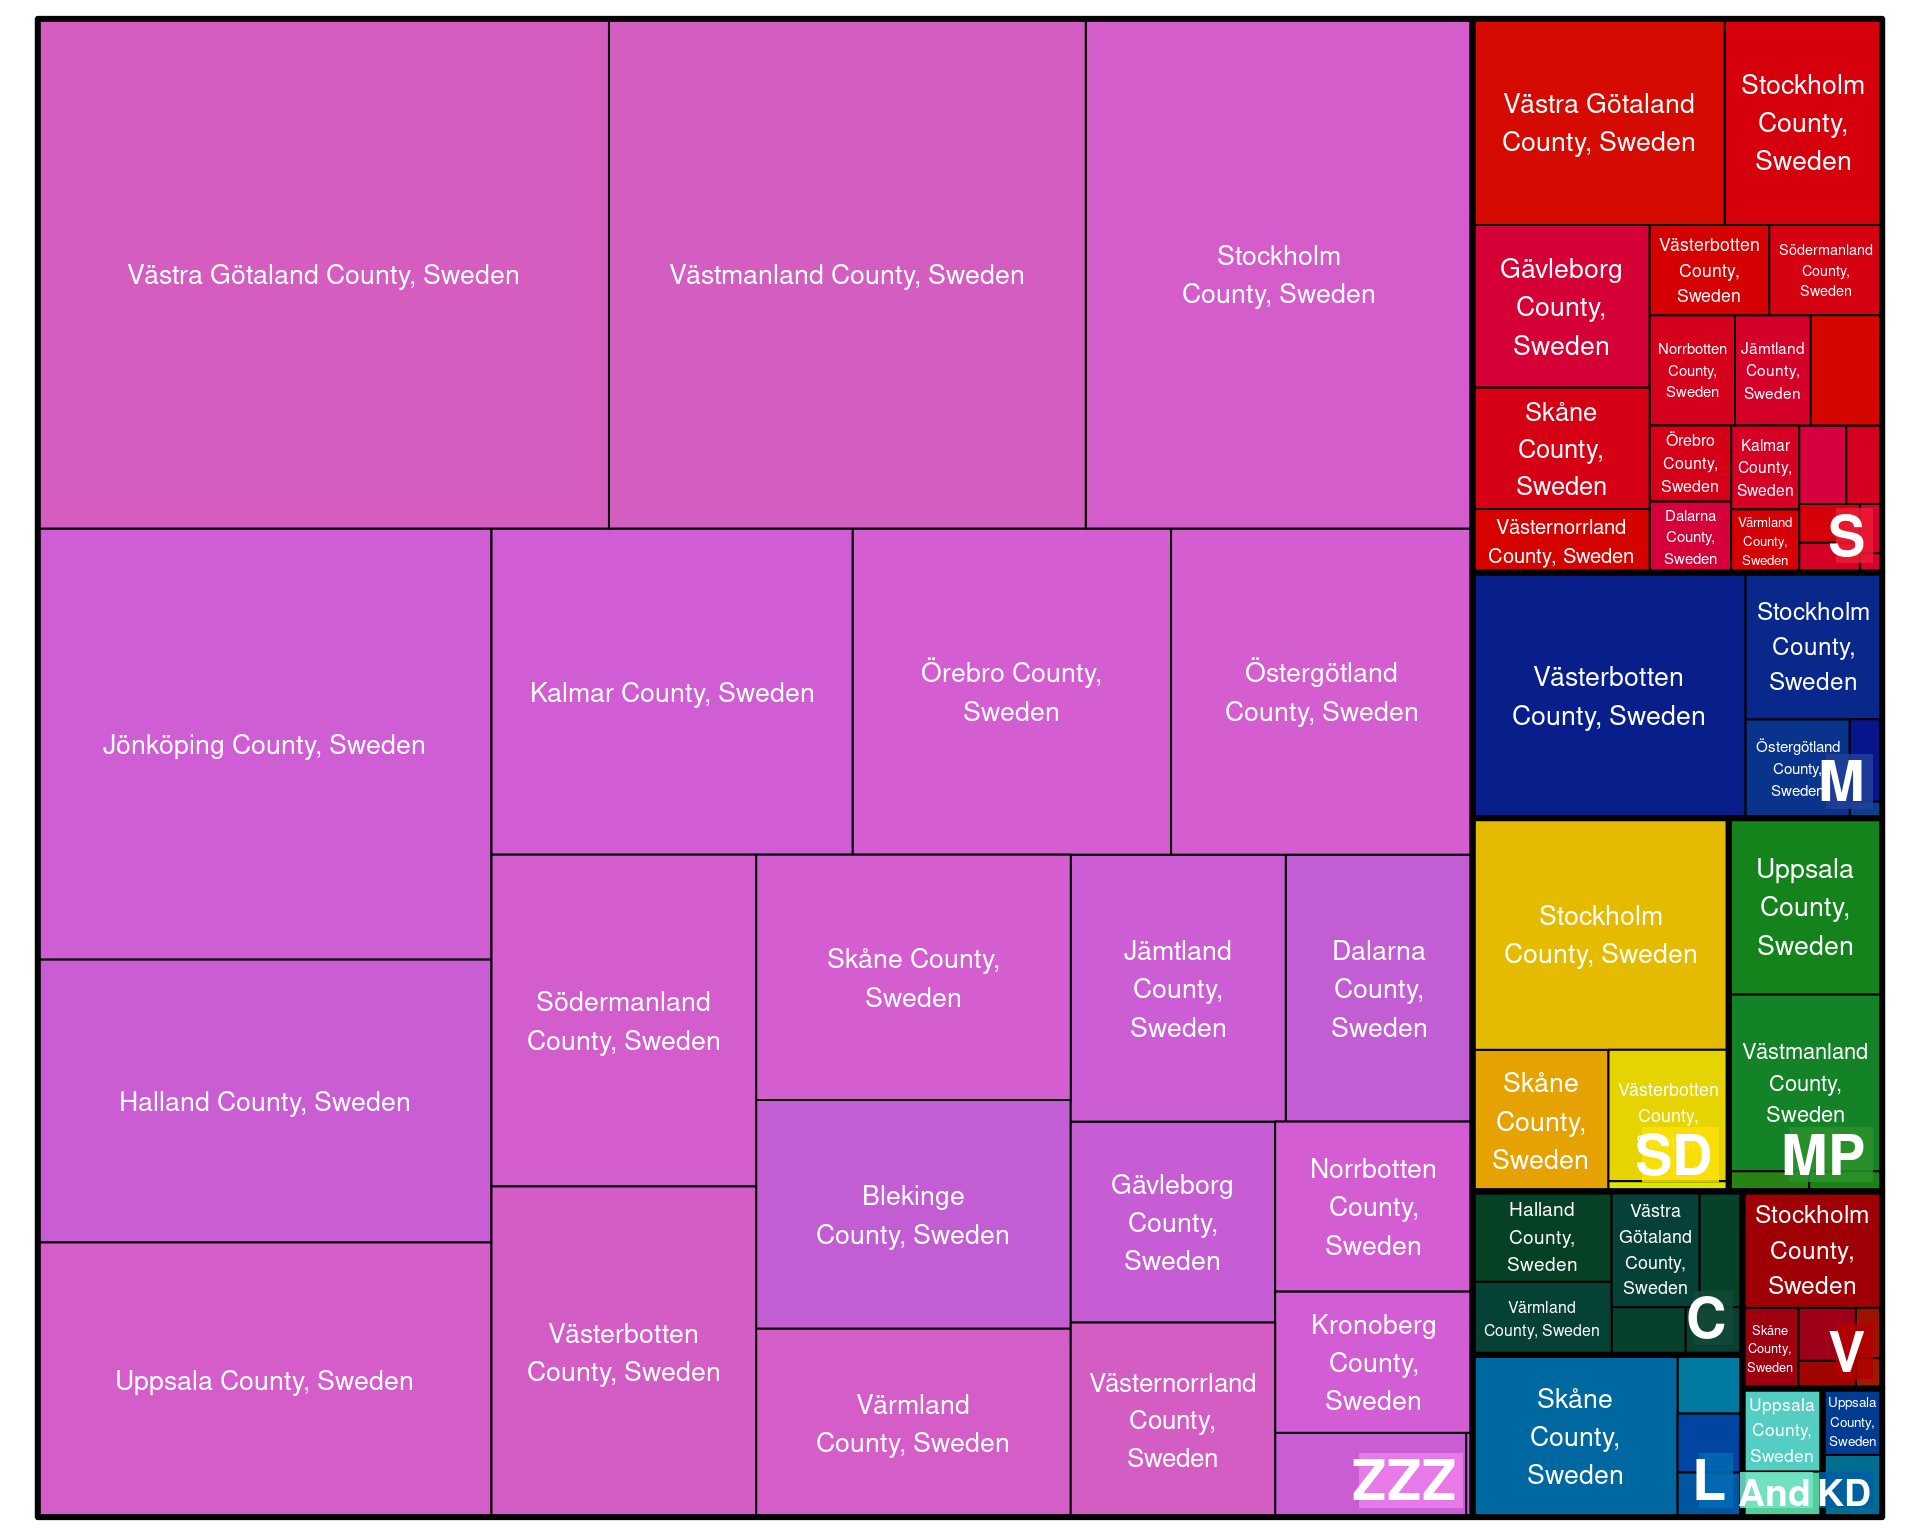 Västra Götaland County, Sweden
Västmanland County, Sweden
Stockholm
County, Sweden
Jönköping County, Sweden
Kalmar County, Sweden
Örebro County,
Sweden
Östergötland
County, Sweden
Halland County, Sweden
Uppsala County, Sweden
Södermanland
County, Sweden
Skåne County,
Sweden
Jämtland
County,
Sweden
Dalarna
County,
Sweden
Västerbotten
County, Sweden
Blekinge
County, Sweden
Värmland
County, Sweden
Gävleborg
County,
Sweden
Norrbotten
County,
Sweden
Västernorrland
County,
Sweden
Kronoberg
County,
Sweden
ZZZ
Västra Götaland
County, Sweden
Stockholm
County,
Sweden
Gävleborg
County,
Sweden
Västerbotten
County,
Sweden
Södermanland
County,
Sweden
Skåne
County,
Sweden
Norrbotten
County,
Sweden
Jämtland
County,
Sweden
Västernorrland
County, Sweden
Örebro
County,
Sweden
Kalmar
County,
Sweden
Dalarna
County,
Sweden
Värmland
County,
Sweden
S
Västerbotten
County, Sweden
Stockholm
County,
Sweden
Östergötland
County,
Sweden
M
Stockholm
County, Sweden
Skåne
County,
Sweden
Västerbotten
County,
SD
Uppsala
County,
Sweden
Västmanland
County,
Sweden
MP
Halland
County,
Sweden
Västra
Götaland
County,
Sweden
Värmland
County, Sweden
C
Stockholm
County,
Sweden
Skåne
County,
Sweden
V
Skåne
County,
Sweden
L
Uppsala
County,
Sweden
And
Uppsala
County,
Sweden
KD